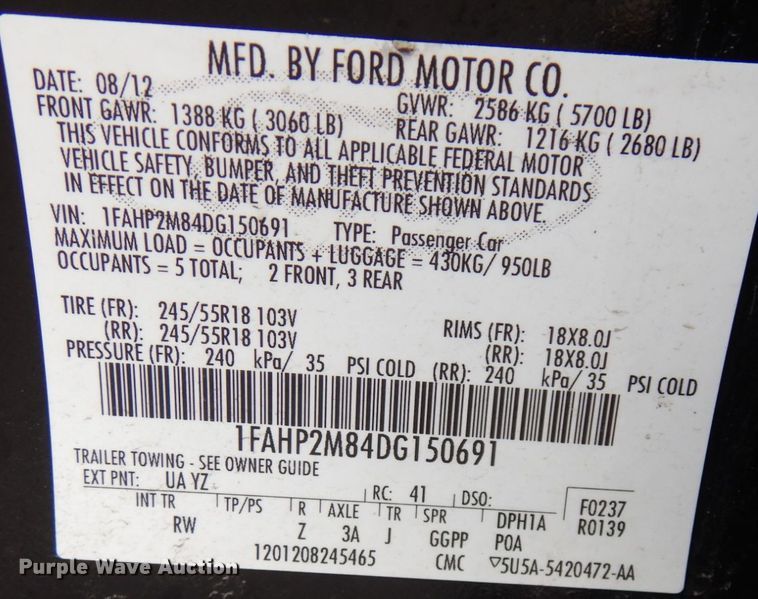 MFD. BY FORD MOTOR CO.
DATE: 08/12 GVWR: 2586 KG ( 5700 LB)
FRONT GAWR: 1388 KG ( 3060 LB) REAR GAWR: 1216 KG ( 2680 LB)
THIS VEHICLE CONFORMS TO ALL APPLICABLE FEDERAL MOTOR
VEHICLE SAFETY, BUMPER, AND THEFT PREVENTION STANDARDS
IN EFFECT ON THE DATE OF MANUFACTURE SHOWN ABOVE.
VIN: 1FAHP2M84DG150691 TYPE: Passenger Car
MAXIMUM LOAD = OCCUPANTS + LUGGAGE = 430KG/ 950LB
OCCUPANTS = 5 TOTAL; 2 FRONT, 3 REAR
TIRE (FR): 245/55R18 103V RIMS (FR): 18X8.0J
(RR): 245/55R18 103V (RR): 18X8.0J
PRESSURE (FR): 240 kPa/ 35 PSI COLD (RR): 240 kPa/ 35 PSI COLD
1FAHP2M84DG150691
TRAILER TOWING - SEE OWNER GUIDE
EXT PNT: UA YZ RC: 41 DSO: F0237
INT TR TP/PS R AXLE TR SPR DPH1A R0139
RW Z 3A J GGPP POA
1201208245465 CMC ▽5U5A-5420472-AA
Purple Wave Auction